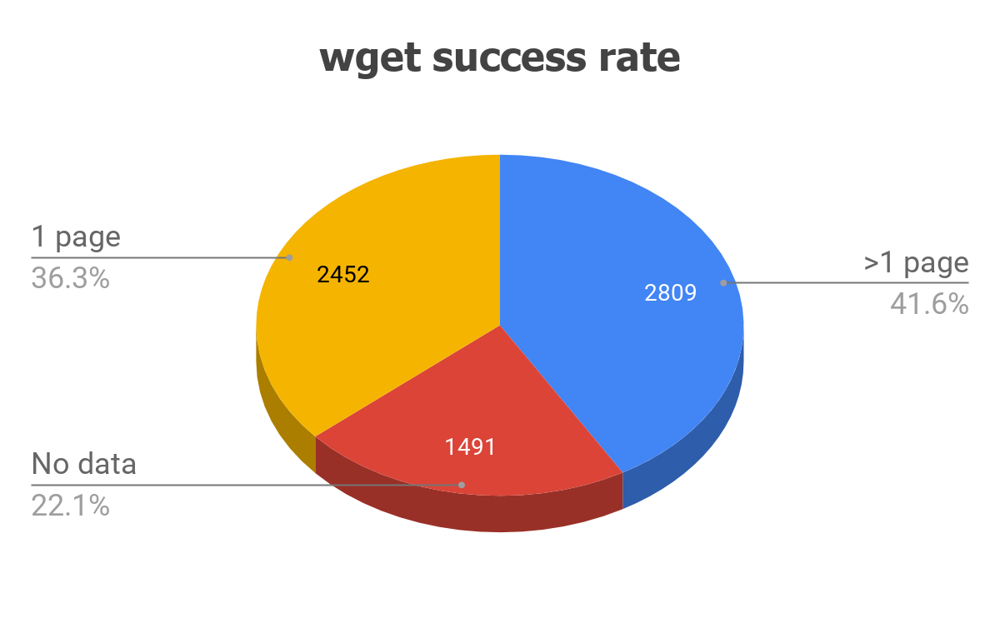 wget success rate
1 page
36.3%
2452
>1 page
41.6%
2809
No data
22.1%
1491